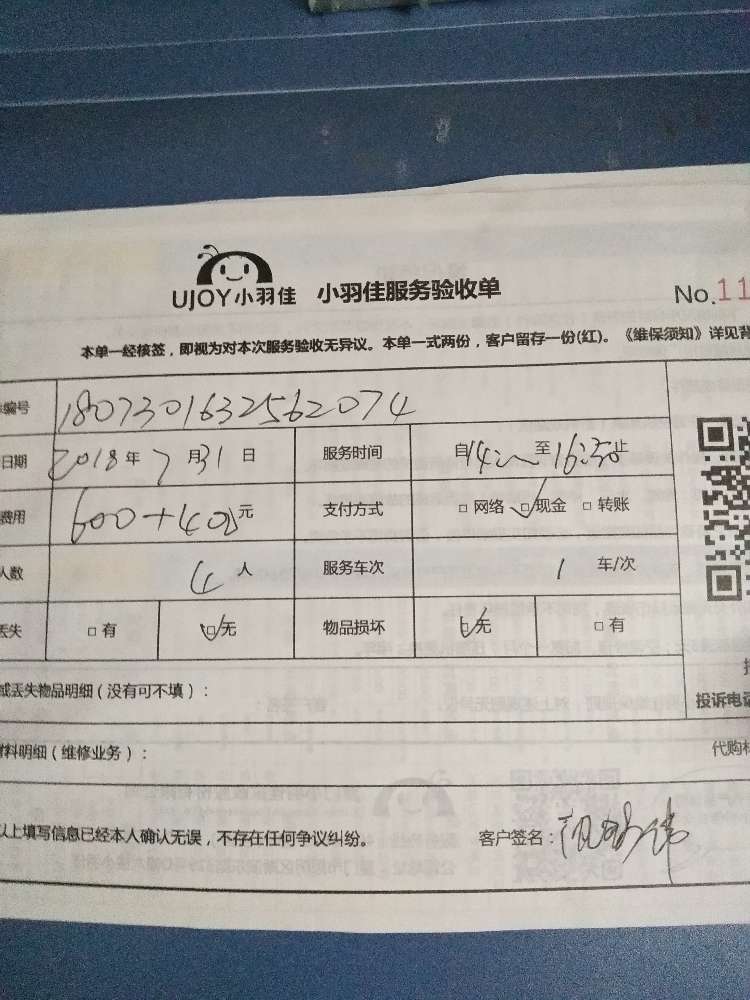 UJOY小羽佳 小羽佳服务验收单 No.11
本单一经核签，即视为对本次服务验收无异议。本单一式两份，客户留存一份(红)。《维保须知》详见背
编号 1807301632562074
日期 2018年7月31日 服务时间 自14:~至16:30止
费用 600+400元 支付方式 □网络 ☑现金 □转账
人数 4人 服务车次 1 车/次
丢失 □有 ☑无 物品损坏 ☑无 □有
或丢失物品明细（没有可不填）：
投诉电话
材料明细（维修业务）： 代购材
以上填写信息已经本人确认无误，不存在任何争议纠纷。 客户签名：